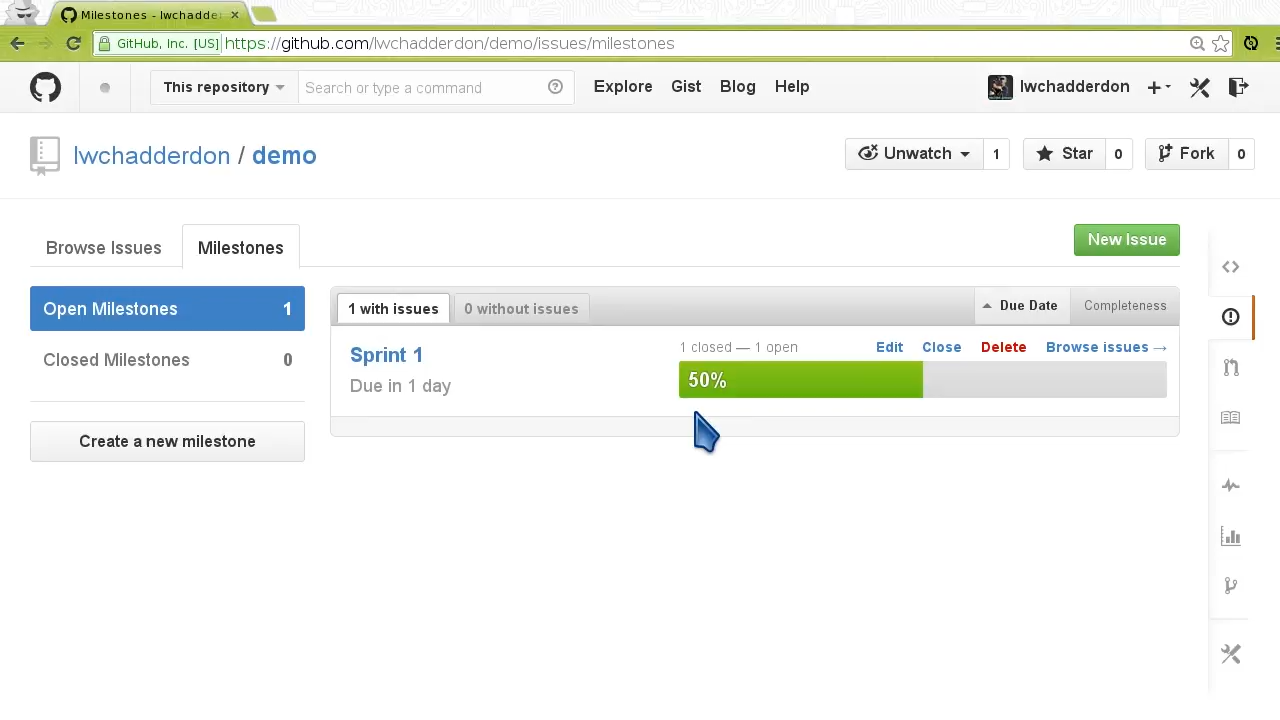 Milestones - lwchadder
GitHub, Inc. [US] https://github.com/lwchadderdon/demo/issues/milestones
This repository Search or type a command Explore Gist Blog Help lwchadderdon
lwchadderdon / demo Unwatch 1 Star 0 Fork 0
Browse Issues Milestones New Issue
Open Milestones 1
Closed Milestones 0
Create a new milestone
1 with issues 0 without issues Due Date Completeness
Sprint 1 1 closed — 1 open Edit Close Delete Browse issues →
Due in 1 day 50%